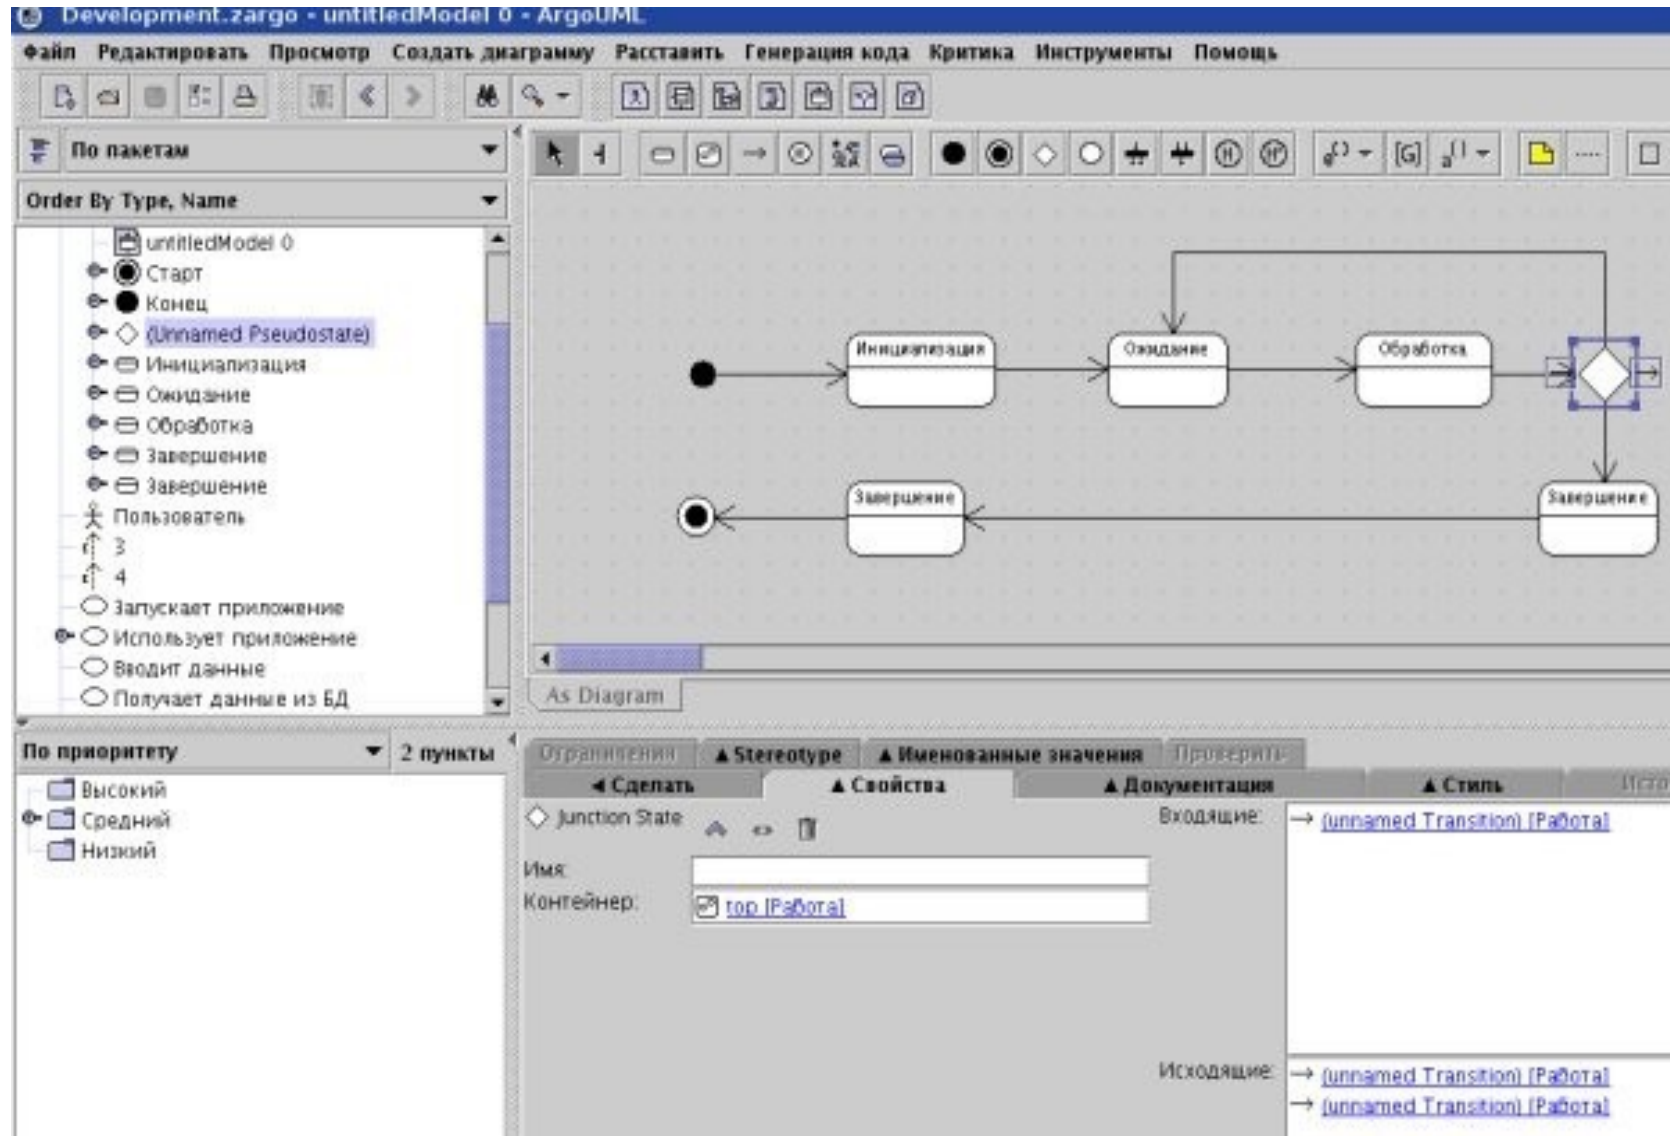 Development.zargo - untitledModel 0 - ArgoUML
Файл Редактировать Просмотр Создать диаграмму Расставить Генерация кода Критика Инструменты Помощь
По пакетам
Order By Type, Name
untitledModel 0
Старт
Конец
(Unnamed Pseudostate)
Инициализация
Ожидание
Обработка
Завершение
Завершение
Пользователь
3
4
Запускает приложение
Использует приложение
Вводит данные
Получает данные из БД
[G]
Инициализация
Ожидание
Обработка
Завершение
Завершение
As Diagram
По приоритету 2 пункты
Высокий
Средний
Низкий
Ограничения Stereotype Именованные значения Проверить
Сделать Свойства Документация Стиль
Junction State
Имя:
Контейнер: top [Работа]
Входящие: (unnamed Transition) [Работа]
Исходящие: (unnamed Transition) [Работа]
(unnamed Transition) [Работа]